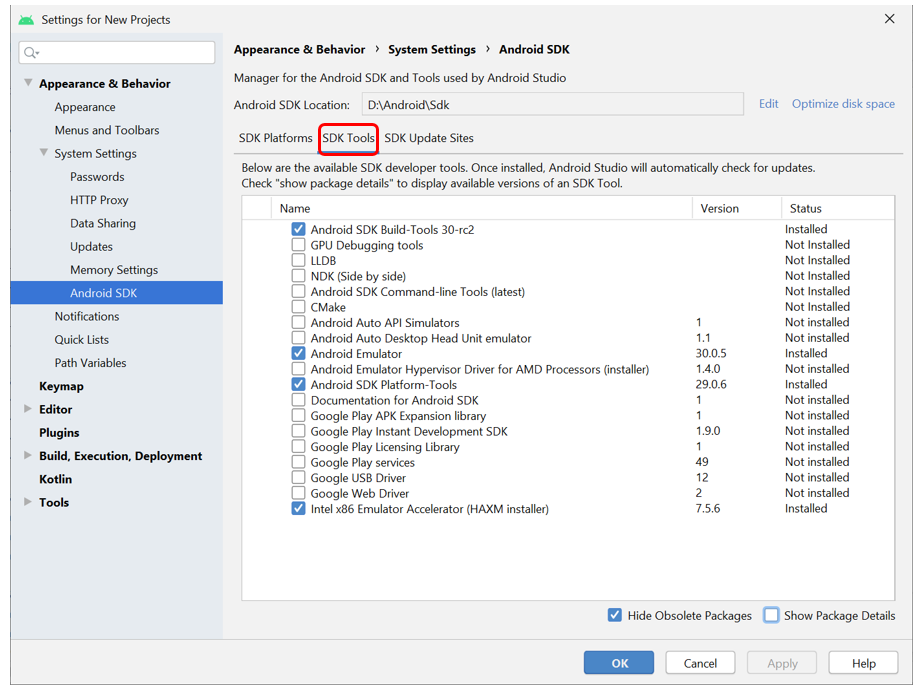 Settings for New Projects
Appearance & Behavior
Appearance
Menus and Toolbars
System Settings
Passwords
HTTP Proxy
Data Sharing
Updates
Memory Settings
Android SDK
Notifications
Quick Lists
Path Variables
Keymap
Editor
Plugins
Build, Execution, Deployment
Kotlin
Tools
Appearance & Behavior › System Settings › Android SDK
Manager for the Android SDK and Tools used by Android Studio
Android SDK Location: D:\Android\Sdk Edit Optimize disk space
SDK Platforms SDK Tools SDK Update Sites
Below are the available SDK developer tools. Once installed, Android Studio will automatically check for updates.
Check "show package details" to display available versions of an SDK Tool.
Name Version Status
Android SDK Build-Tools 30-rc2 Installed
GPU Debugging tools Not Installed
LLDB Not Installed
NDK (Side by side) Not Installed
Android SDK Command-line Tools (latest) Not Installed
CMake Not Installed
Android Auto API Simulators 1 Not installed
Android Auto Desktop Head Unit emulator 1.1 Not installed
Android Emulator 30.0.5 Installed
Android Emulator Hypervisor Driver for AMD Processors (installer) 1.4.0 Not installed
Android SDK Platform-Tools 29.0.6 Installed
Documentation for Android SDK 1 Not installed
Google Play APK Expansion library 1 Not installed
Google Play Instant Development SDK 1.9.0 Not installed
Google Play Licensing Library 1 Not installed
Google Play services 49 Not installed
Google USB Driver 12 Not installed
Google Web Driver 2 Not installed
Intel x86 Emulator Accelerator (HAXM installer) 7.5.6 Installed
Hide Obsolete Packages Show Package Details
OK Cancel Apply Help